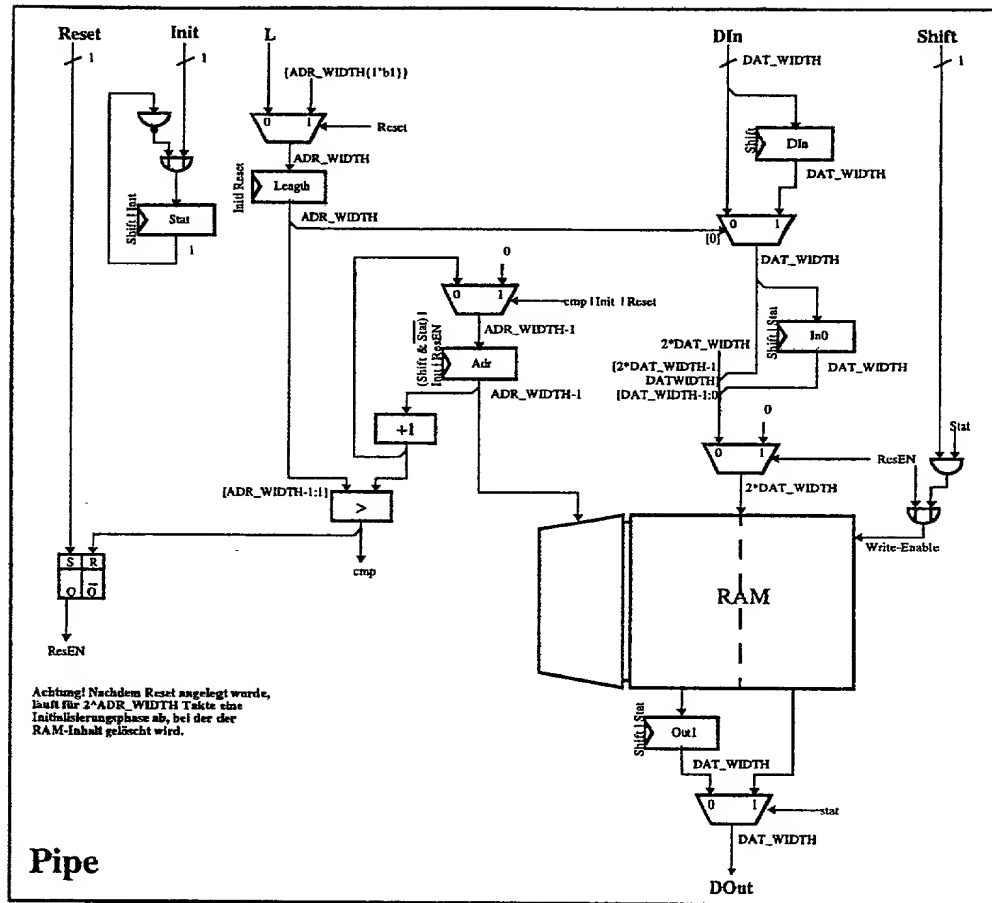 Reset
Init
L
DIn
Shift
1
1
DAT_WIDTH
1
{ADR_WIDTH{1'b1}}
0 1
Reset
ADR_WIDTH
Shift
DIn
Init| Reset
Length
DAT_WIDTH
Shift | Init
Stat
ADR_WIDTH
[0]
0 1
1
DAT_WIDTH
0
0 1
cmp | Init | Reset
ADR_WIDTH-1
Shift | Stat
In0
2*DAT_WIDTH
(Shift & Stat) |
Init | ResEN
Adr
[2*DAT_WIDTH-1
DATWIDTH]
DAT_WIDTH
ADR_WIDTH-1
[DAT_WIDTH-1:0]
0
Stat
+1
0 1
ResEN
[ADR_WIDTH-1:1]
2*DAT_WIDTH
>
Write-Enable
S R
cmp
Q Q
RAM
ResEN
Achtung! Nachdem Reset angelegt wurde,
läuft für 2^ADR_WIDTH Takte eine
Initialisierungsphase ab, bei der der
RAM-Inhalt gelöscht wird.
Shift | Stat
Out1
DAT_WIDTH
0 1
stat
DAT_WIDTH
Pipe
DOut